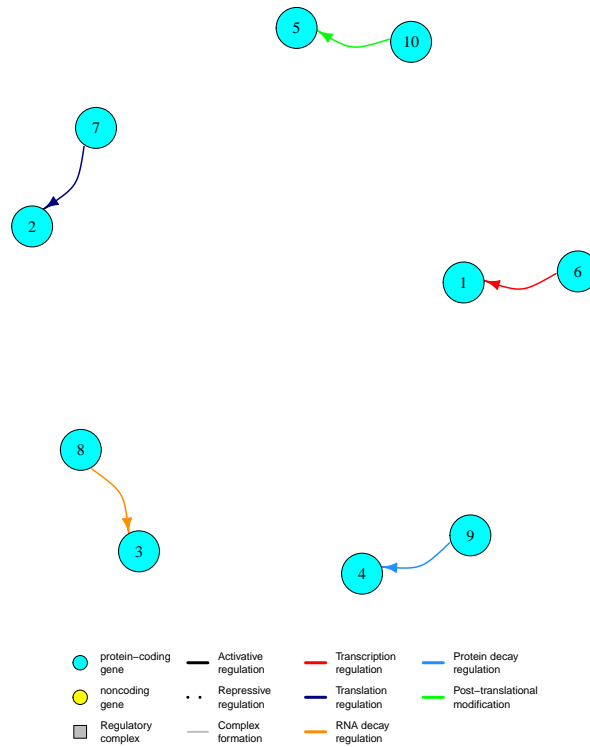 5
10
7
2
6
1
8
9
3
4
protein−coding
gene
Activative
regulation
Transcription
regulation
Protein decay
regulation
noncoding
gene
Repressive
regulation
Translation
regulation
Post−translational
modification
Regulatory
complex
Complex
formation
RNA decay
regulation